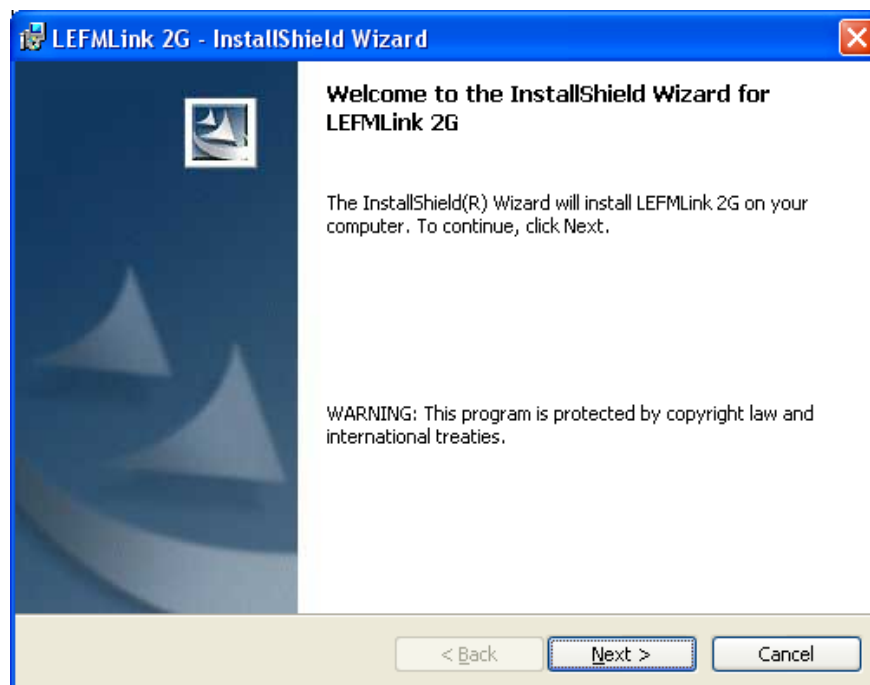 LEFMLink 2G - InstallShield Wizard
Welcome to the InstallShield Wizard for
LEFMLink 2G
The InstallShield(R) Wizard will install LEFMLink 2G on your
computer. To continue, click Next.
WARNING: This program is protected by copyright law and
international treaties.
< Back
Next >
Cancel